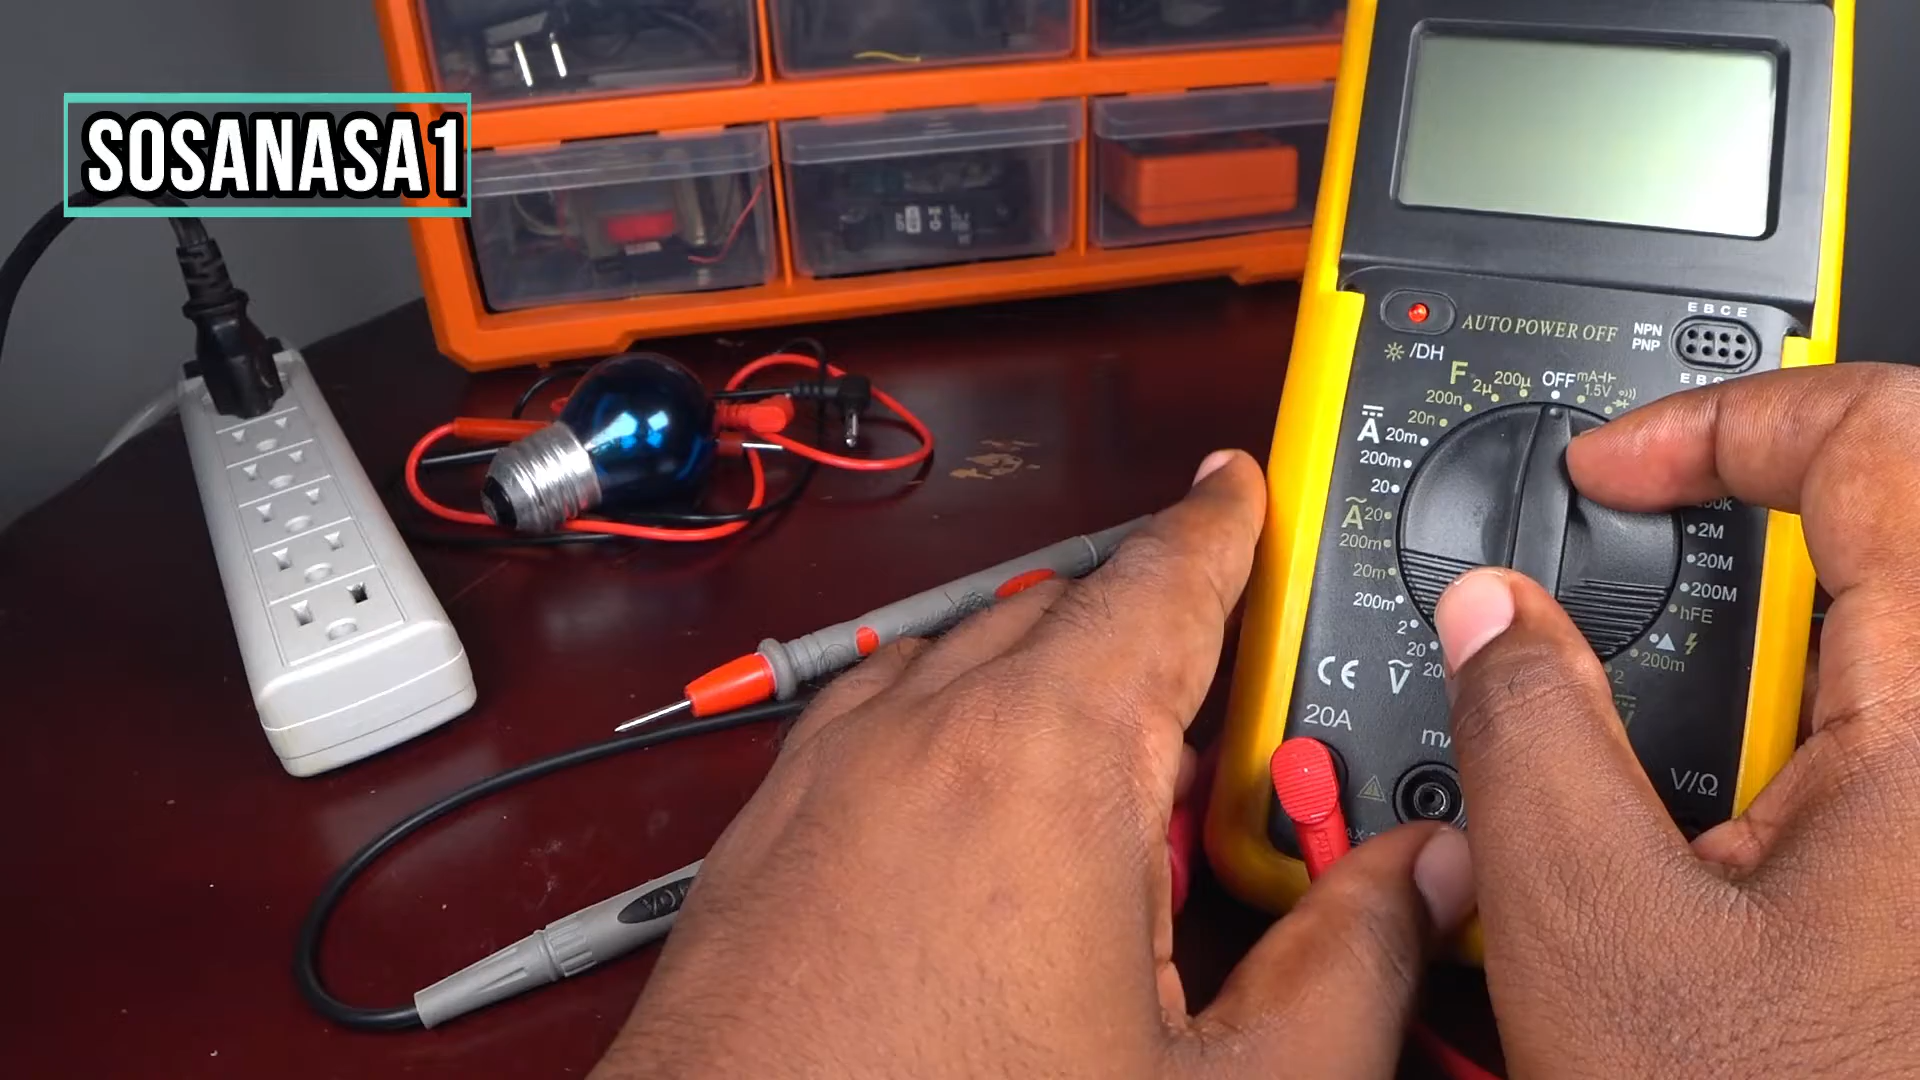 SOSANASA1
E B C E
AUTO POWER OFF
NPN
PNP
/DH
F
2µ
200µ
OFF
mA
1.5V
200n
20n
A
20m
200m
20
A
20
200m
20m
200m
2
20
V
2M
20M
200M
hFE
200m
2
CE
20A
V/Ω